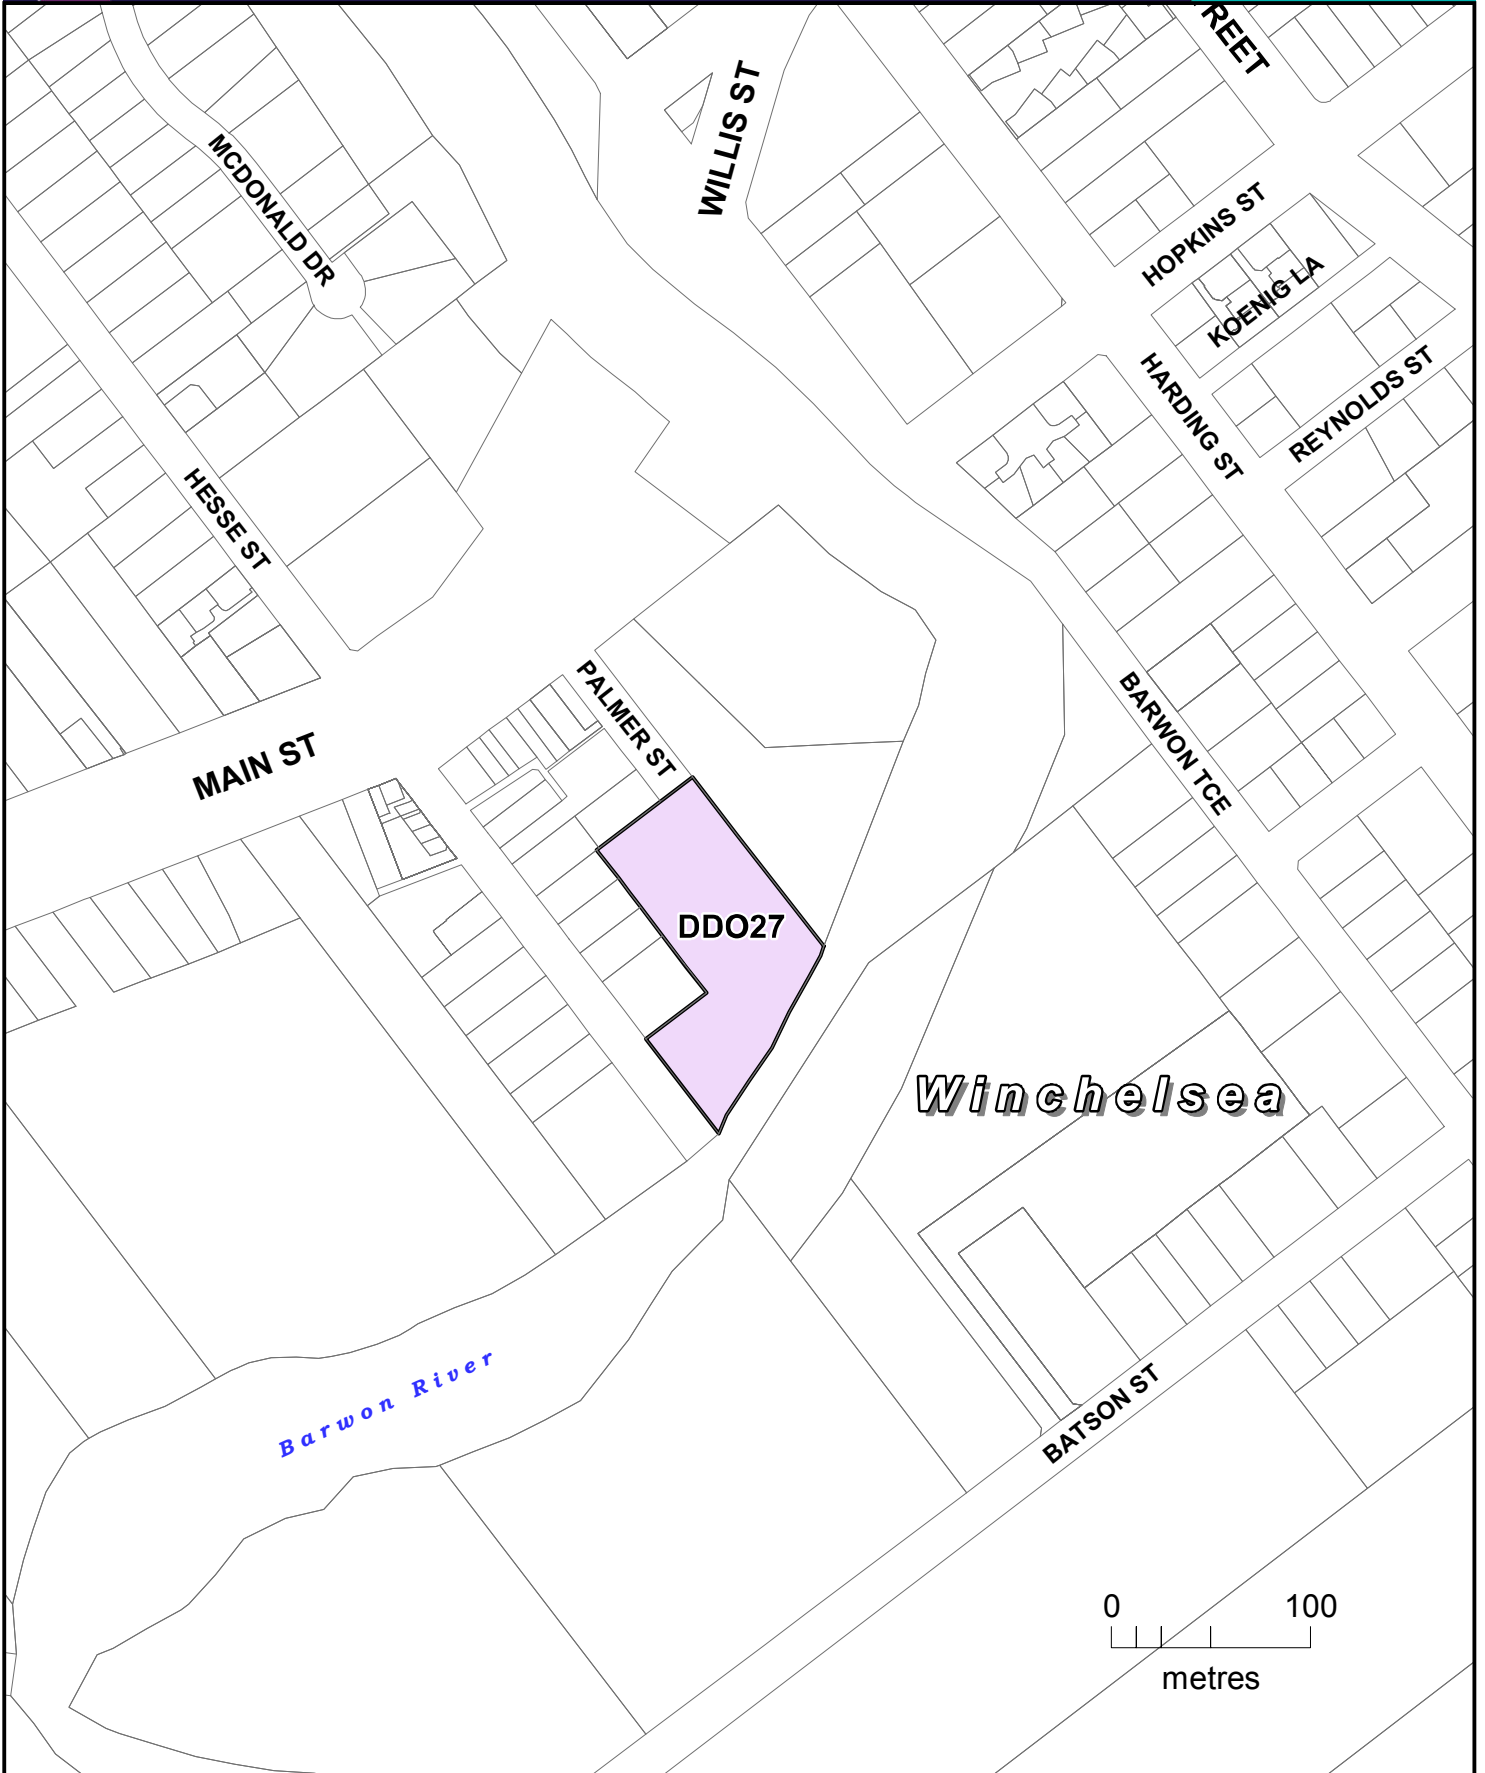 REET
WILLIS ST
MCDONALD DR
HOPKINS ST
KOENIG LA
HARDING ST
REYNOLDS ST
HESSE ST
PALMER ST
BARWON TCE
MAIN ST
DDO27
Winchelsea
Barwon River
BATSON ST
0 100
metres